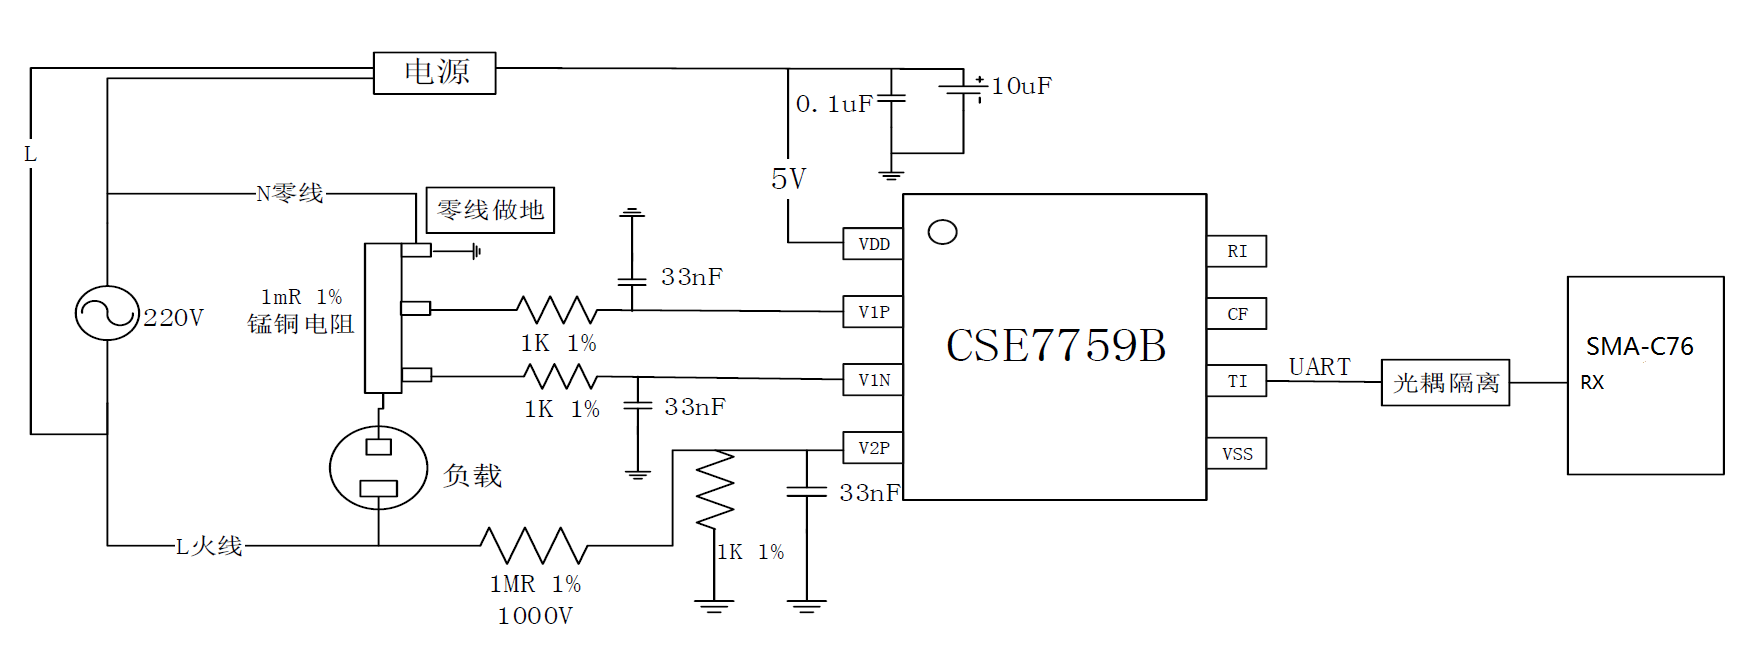 电源
+
10uF
-
0.1uF
L
5V
N零线
零线做地
VDD
RI
33nF
1mR 1%
锰铜电阻
220V
V1P
CF
1K 1%
CSE7759B
SMA-C76
UART
V1N
TI
光耦隔离
RX
1K 1%
33nF
V2P
VSS
负载
33nF
L火线
1K 1%
1MR 1%
1000V